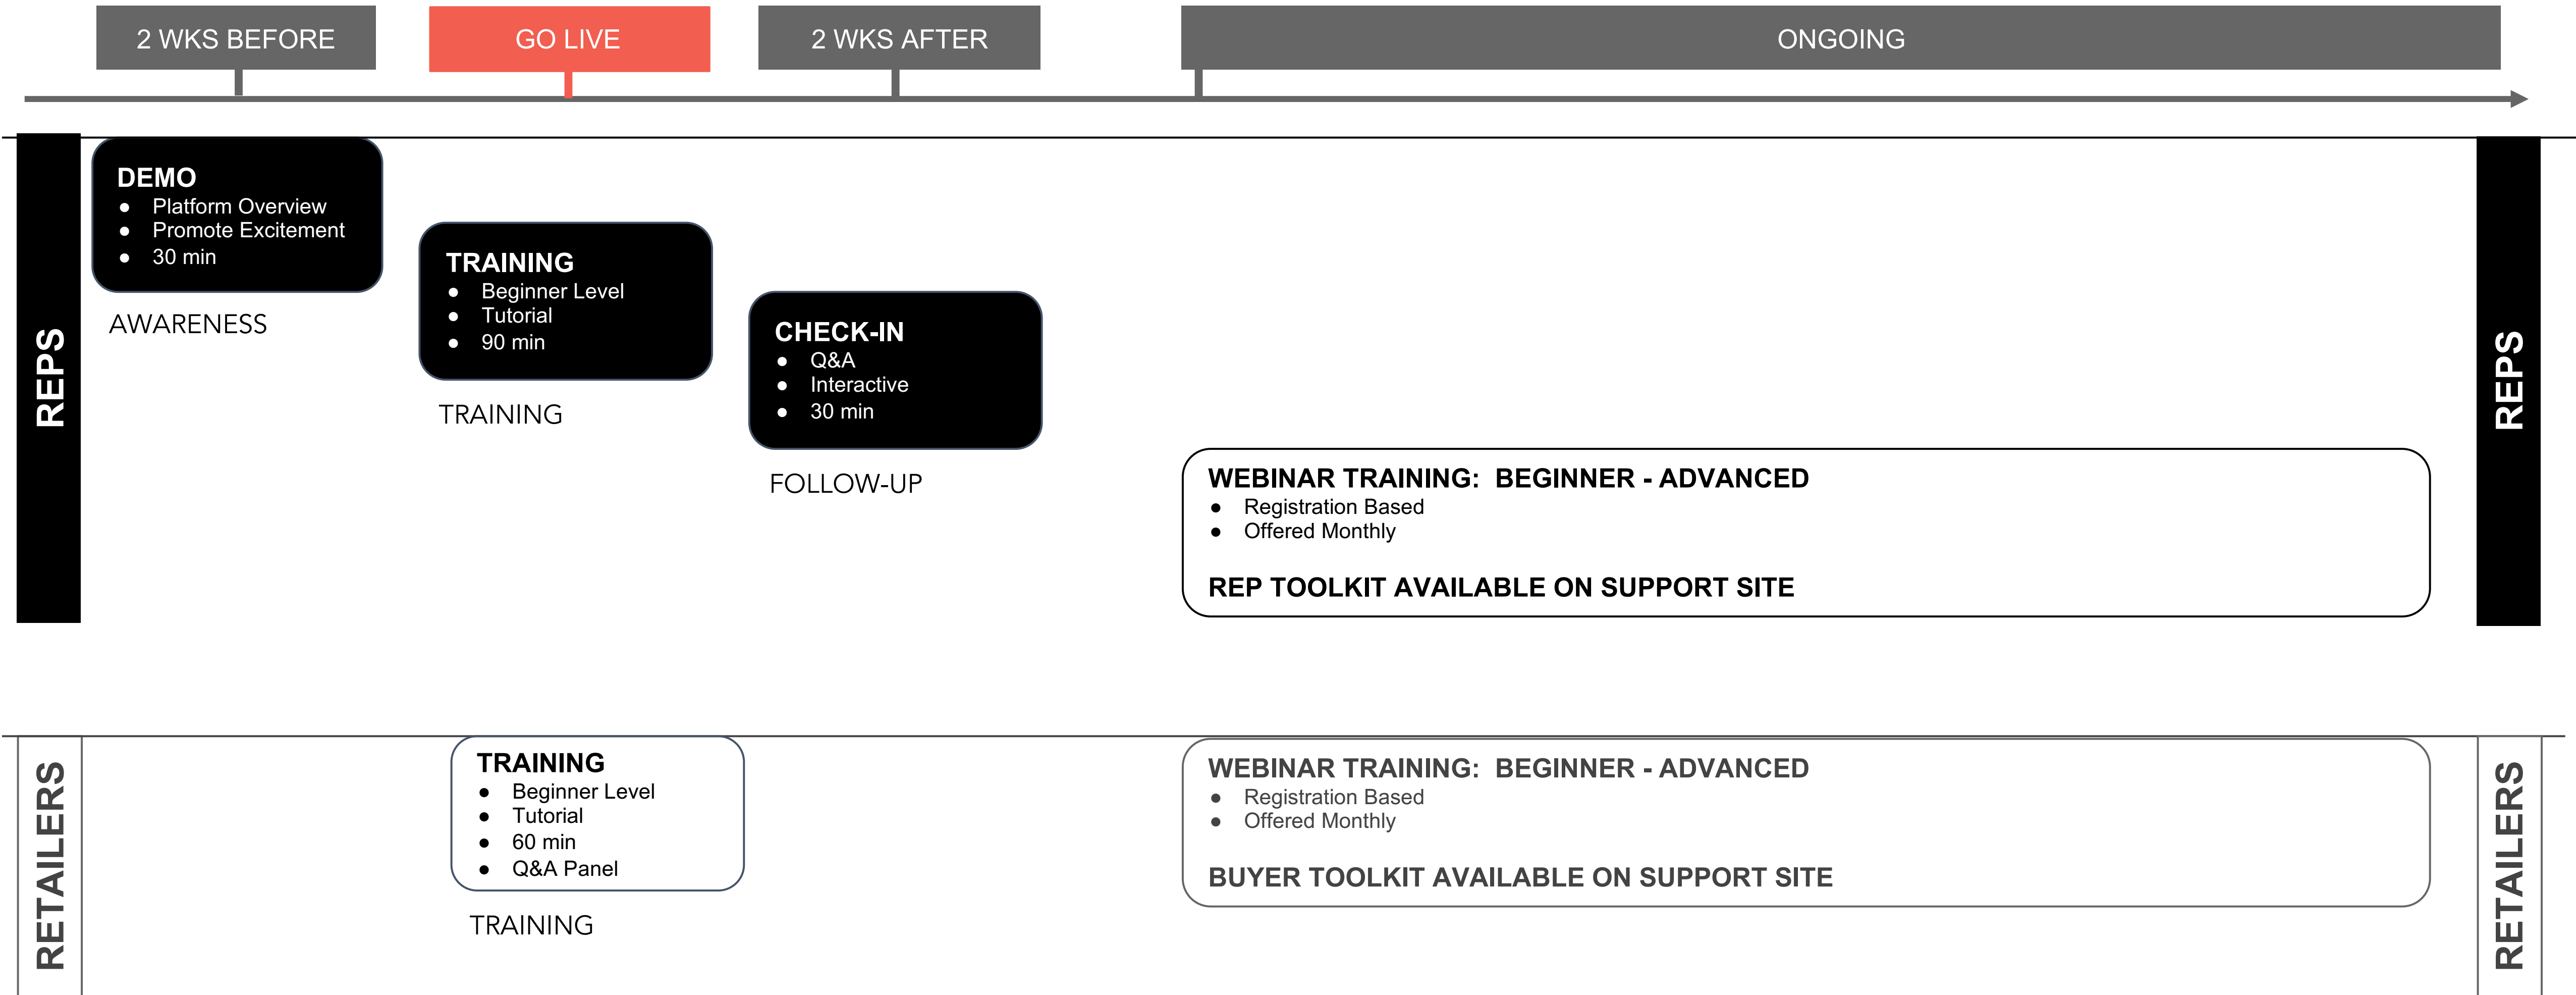 2 WKS BEFORE
GO LIVE
2 WKS AFTER
ONGOING
REPS
DEMO
● Platform Overview
● Promote Excitement
● 30 min
AWARENESS
TRAINING
● Beginner Level
● Tutorial
● 90 min
TRAINING
CHECK-IN
● Q&A
● Interactive
● 30 min
FOLLOW-UP
WEBINAR TRAINING:  BEGINNER - ADVANCED
● Registration Based
● Offered Monthly
REP TOOLKIT AVAILABLE ON SUPPORT SITE
REPS
RETAILERS
TRAINING
● Beginner Level
● Tutorial
● 60 min
● Q&A Panel
TRAINING
WEBINAR TRAINING:  BEGINNER - ADVANCED
● Registration Based
● Offered Monthly
BUYER TOOLKIT AVAILABLE ON SUPPORT SITE
RETAILERS